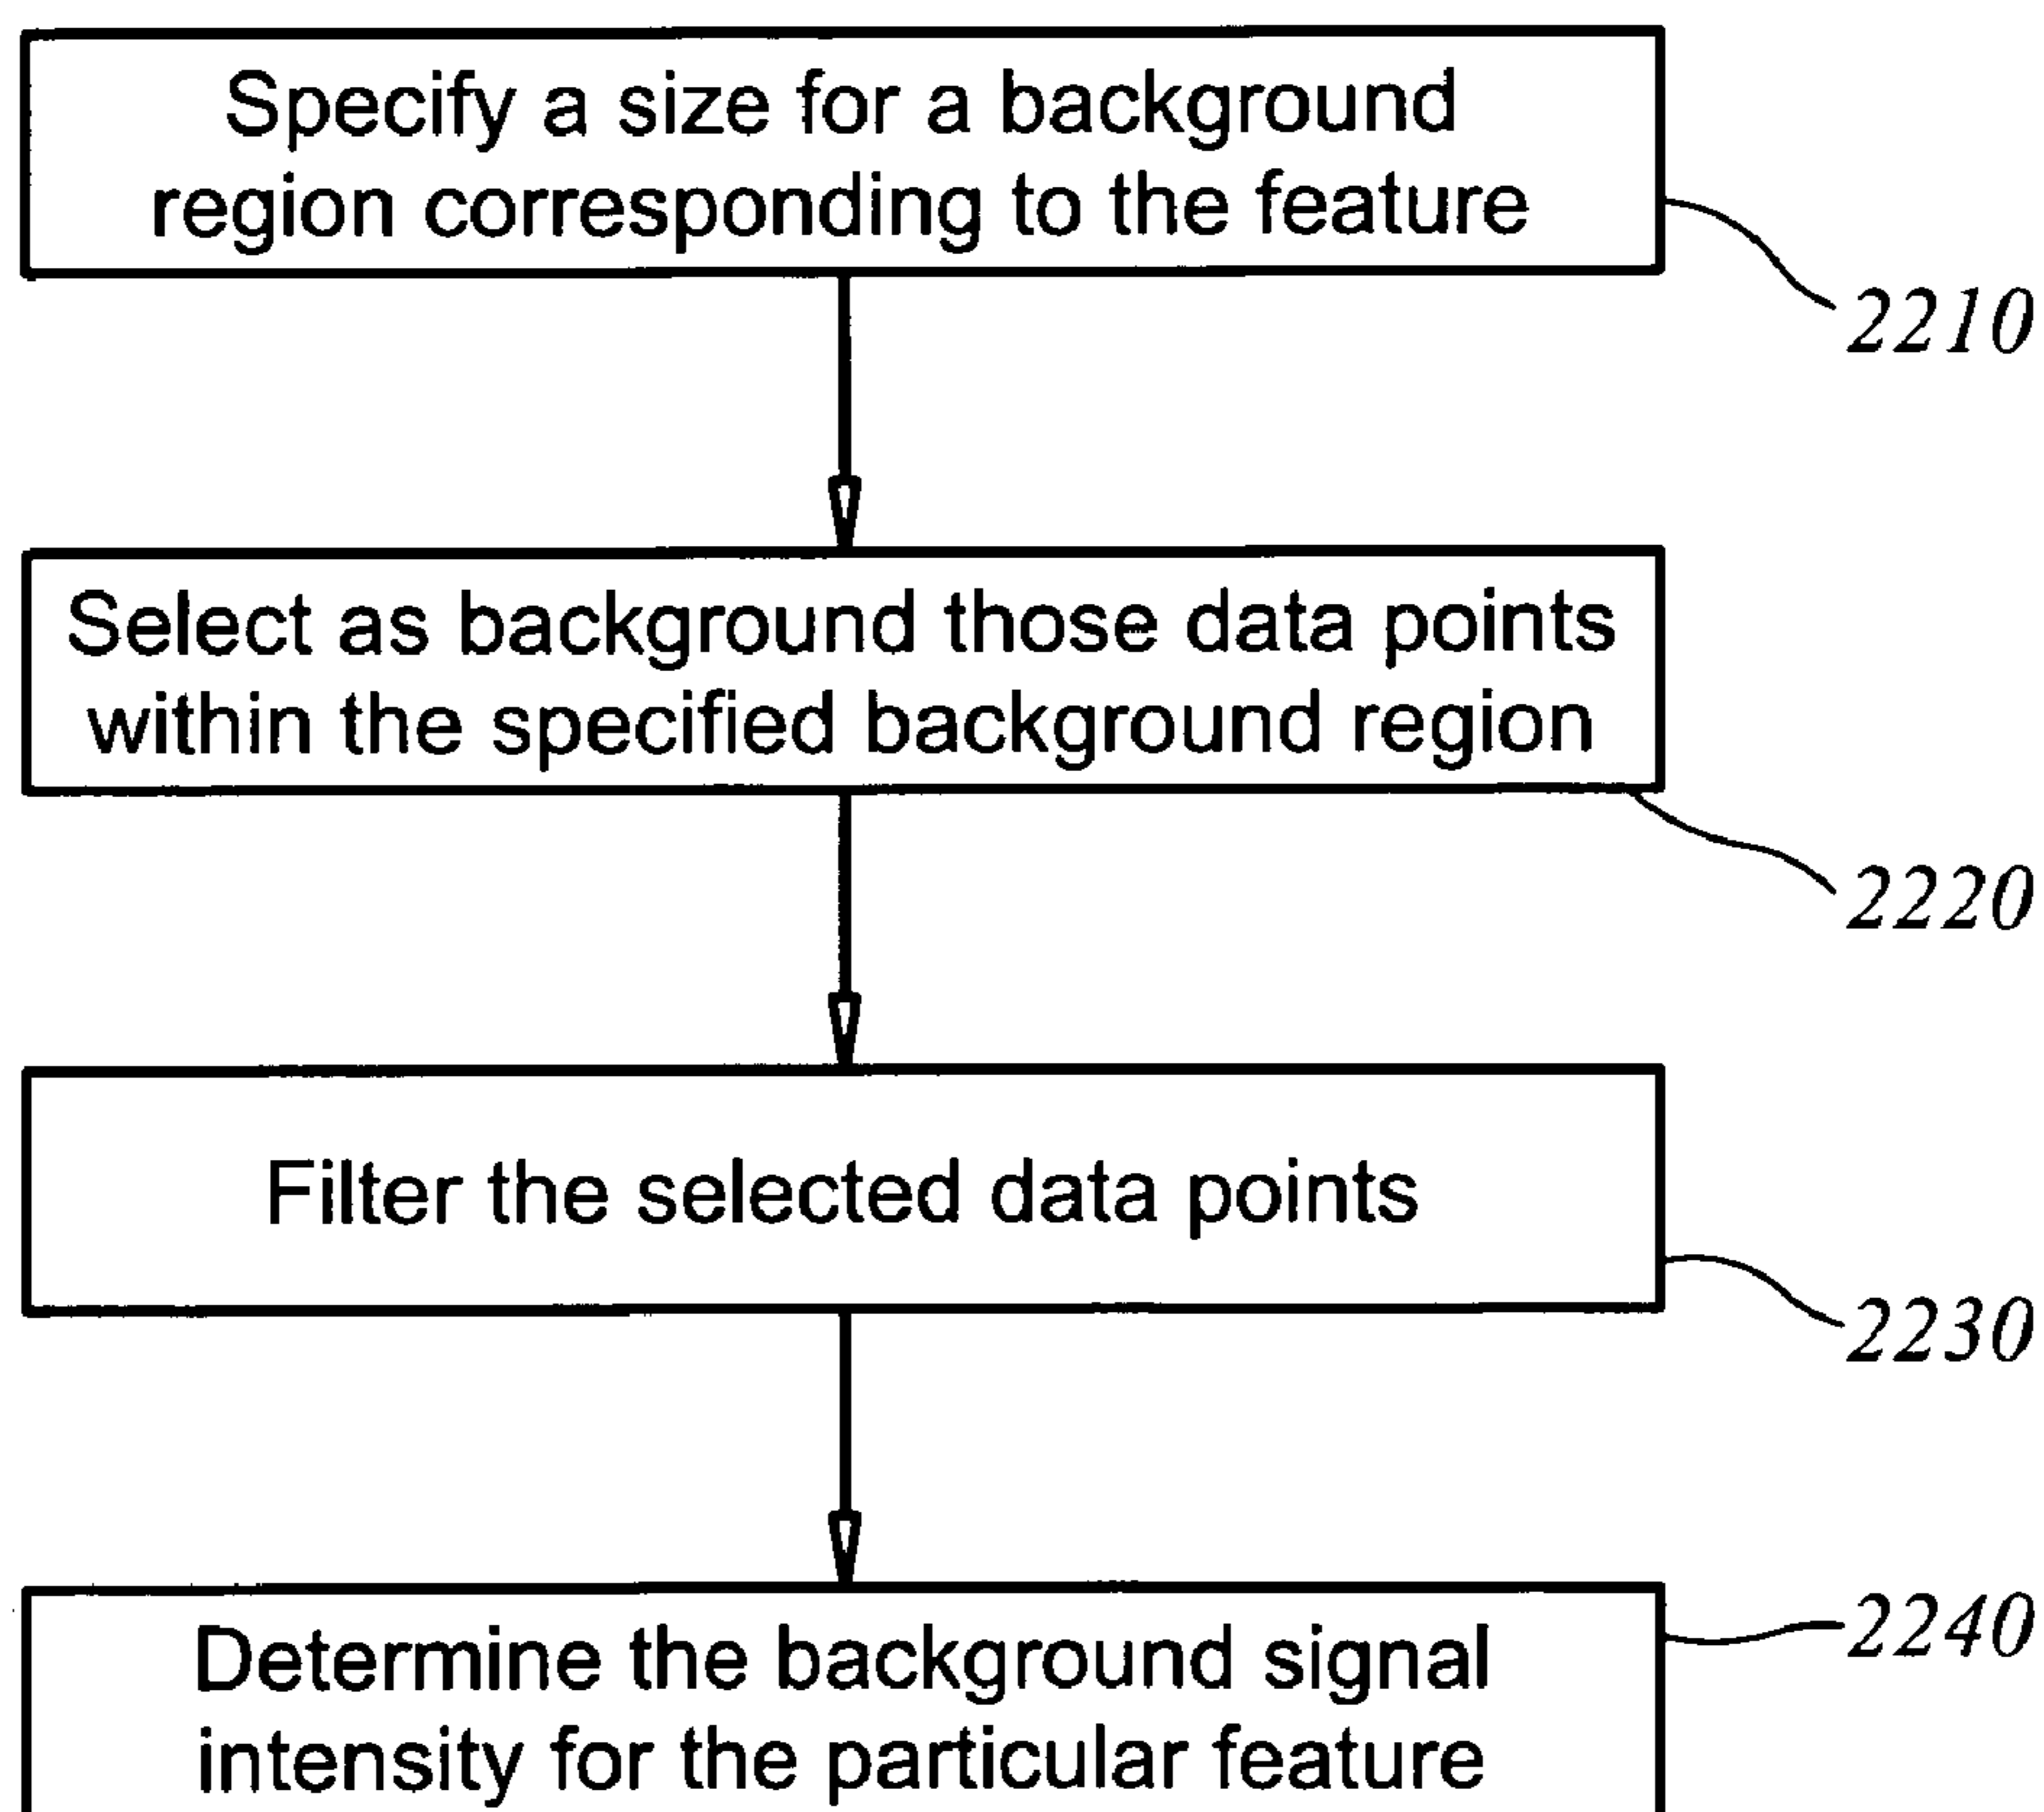 Specify a size for a background
region corresponding to the feature
2210
Select as background those data points
within the specified background region
2220
Filter the selected data points
2230
Determine the background signal
intensity for the particular feature
2240